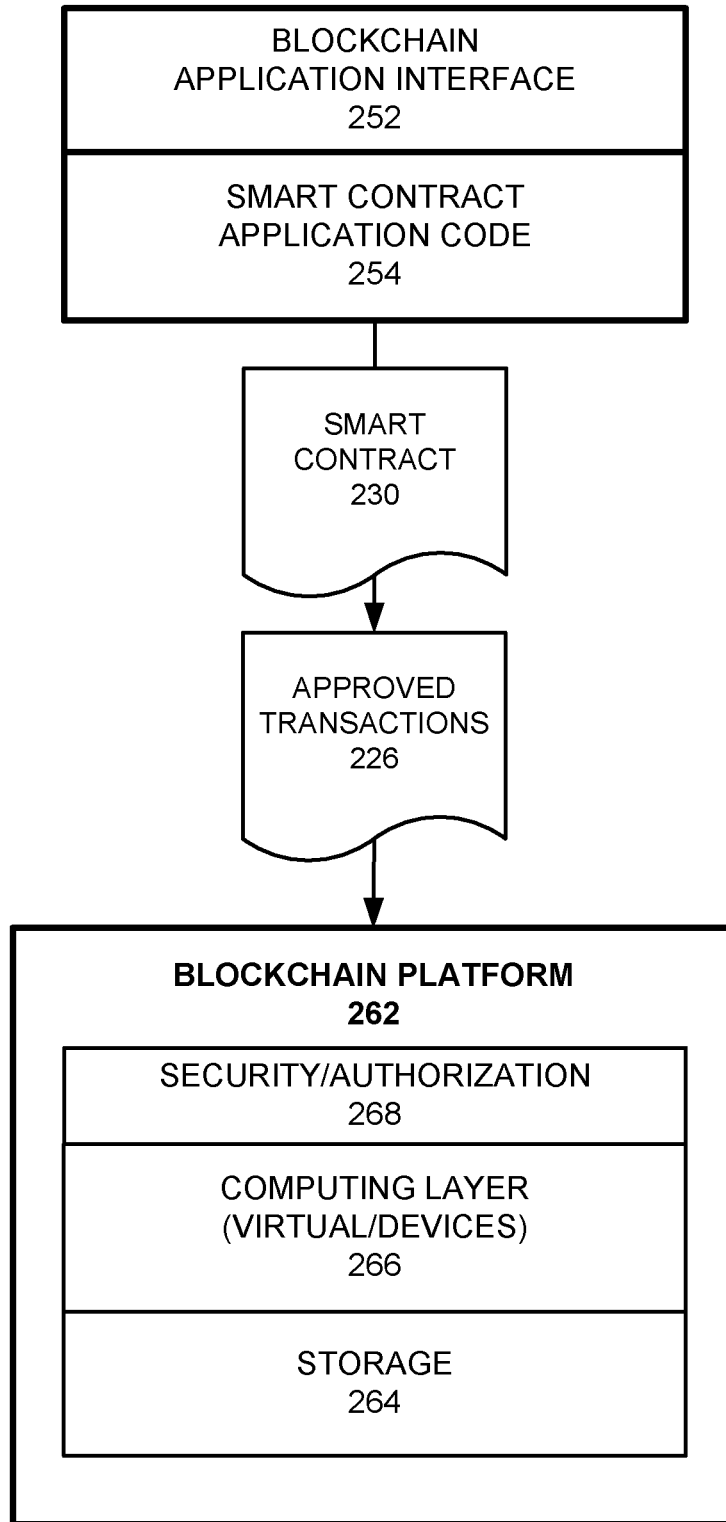 BLOCKCHAIN
APPLICATION INTERFACE
252
SMART CONTRACT
APPLICATION CODE
254
SMART
CONTRACT
230
APPROVED
TRANSACTIONS
226
BLOCKCHAIN PLATFORM
262
SECURITY/AUTHORIZATION
268
COMPUTING LAYER
(VIRTUAL/DEVICES)
266
STORAGE
264